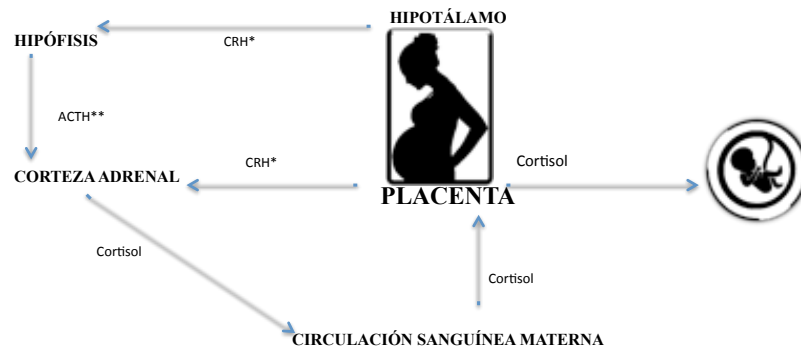 HIPOTÁLAMO
HIPÓFISIS
CRH*
ACTH**
CORTEZA ADRENAL
CRH*
Cortisol
PLACENTA
Cortisol
Cortisol
CIRCULACIÓN SANGUÍNEA MATERNA